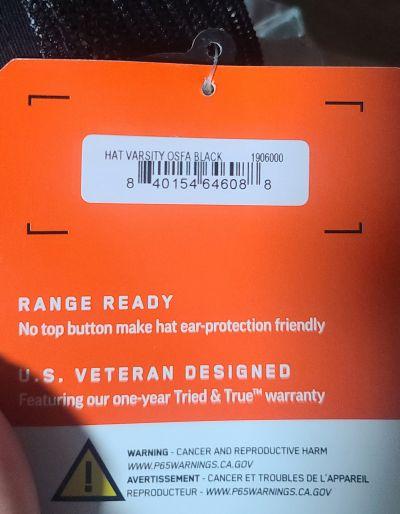 HAT VARSITY OSFA BLACK 1906000
8 40154 64608 8
RANGE READY
No top button make hat ear-protection friendly
U.S. VETERAN DESIGNED
Featuring our one-year Tried & True™ warranty
WARNING - CANCER AND REPRODUCTIVE HARM
WWW.P65WARNINGS.CA.GOV
AVERTISSEMENT - CANCER ET TROUBLES DE L'APPAREIL
REPRODUCTEUR - WWW.P65WARNINGS.CA.GOV